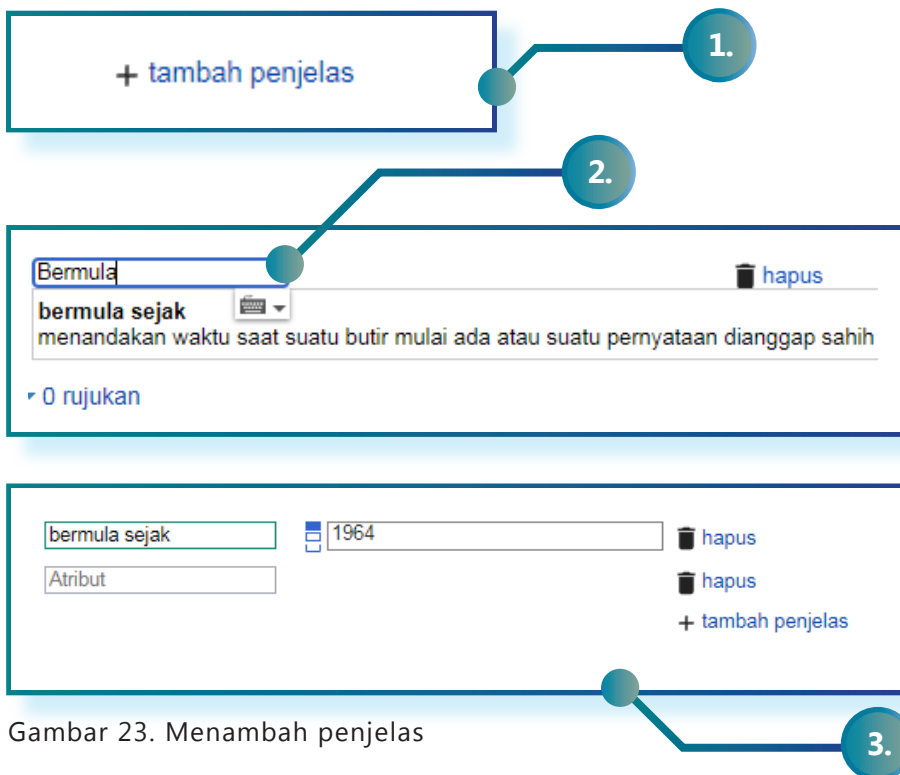 1.
+ tambah penjelas
2.
Bermula
hapus
bermula sejak
menandakan waktu saat suatu butir mulai ada atau suatu pernyataan dianggap sahih
0 rujukan
bermula sejak 1964 hapus
Atribut hapus
+ tambah penjelas
Gambar 23. Menambah penjelas
3.